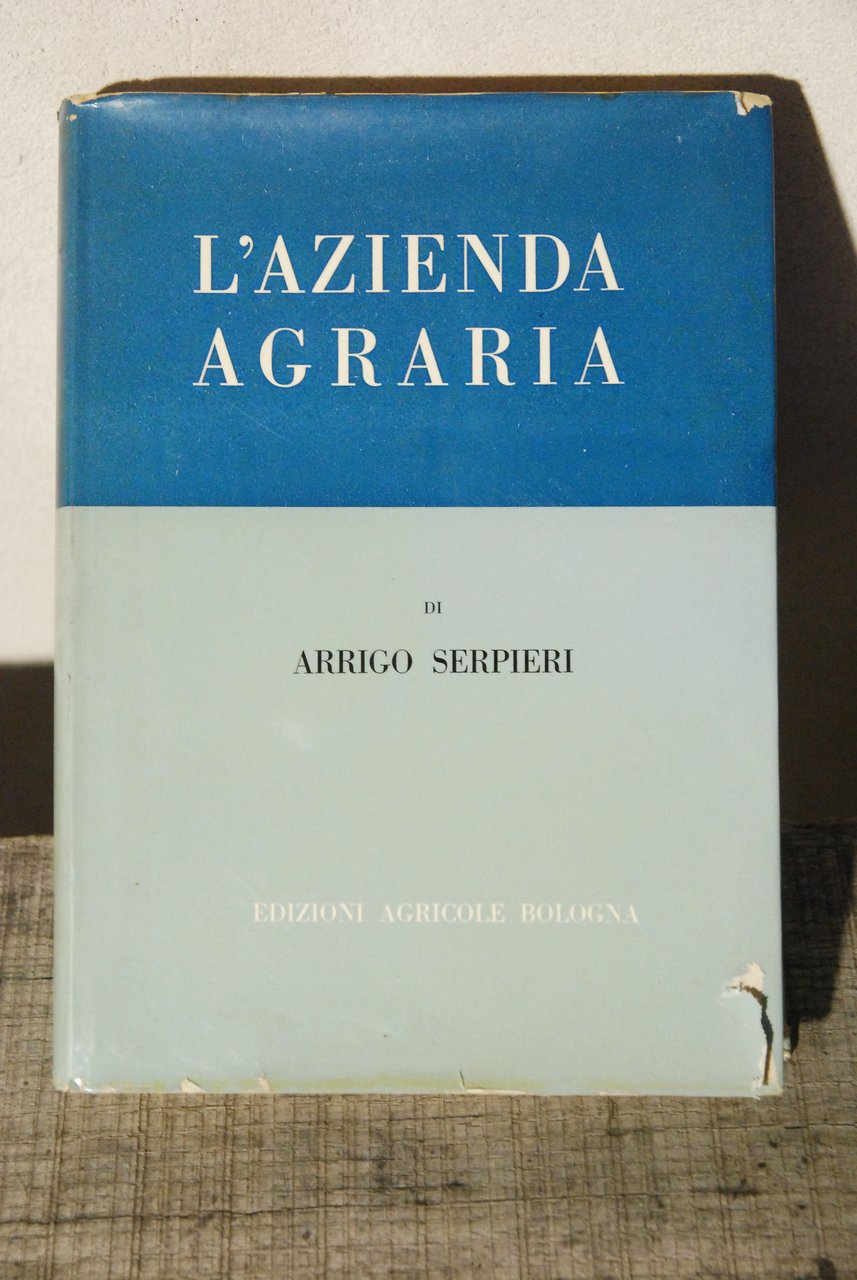 L’AZIENDA
AGRARIA
DI
ARRIGO SERPIERI
EDIZIONI AGRICOLE BOLOGNA